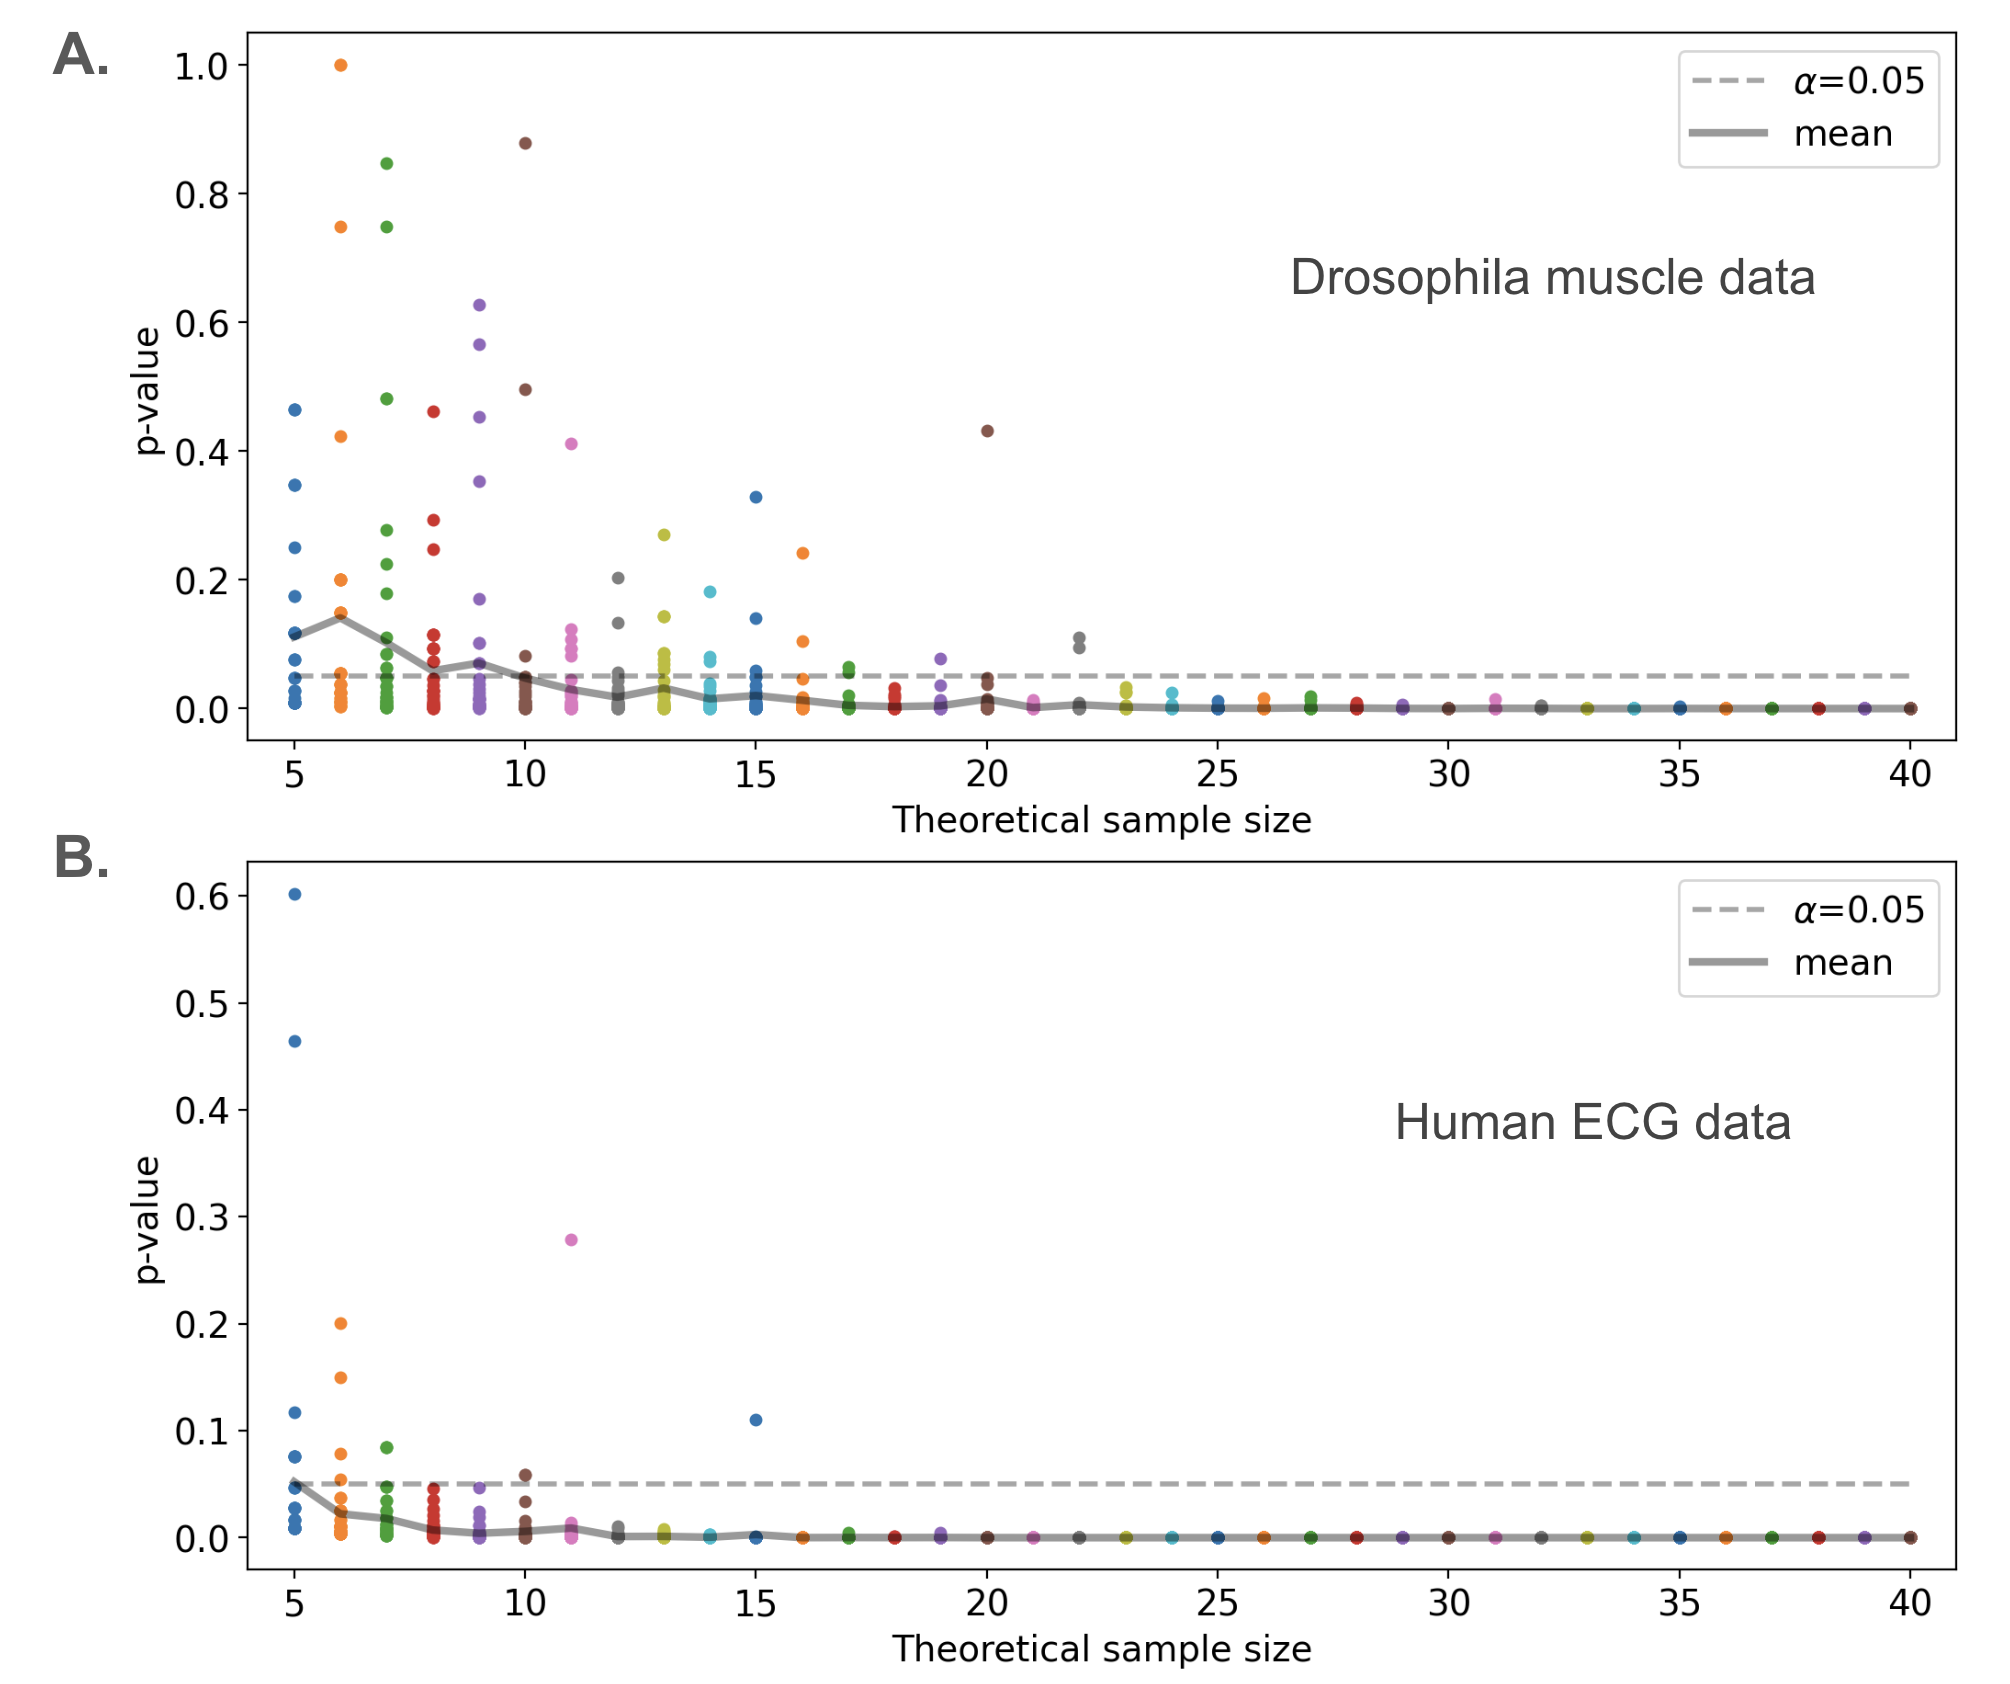 A.
1.0
0.8
0.6
0.4
0.2
0.0
p-value
α=0.05
mean
Drosophila muscle data
5 10 15 20 25 30 35 40
Theoretical sample size
B.
0.6
0.5
0.4
0.3
0.2
0.1
0.0
p-value
α=0.05
mean
Human ECG data
5 10 15 20 25 30 35 40
Theoretical sample size